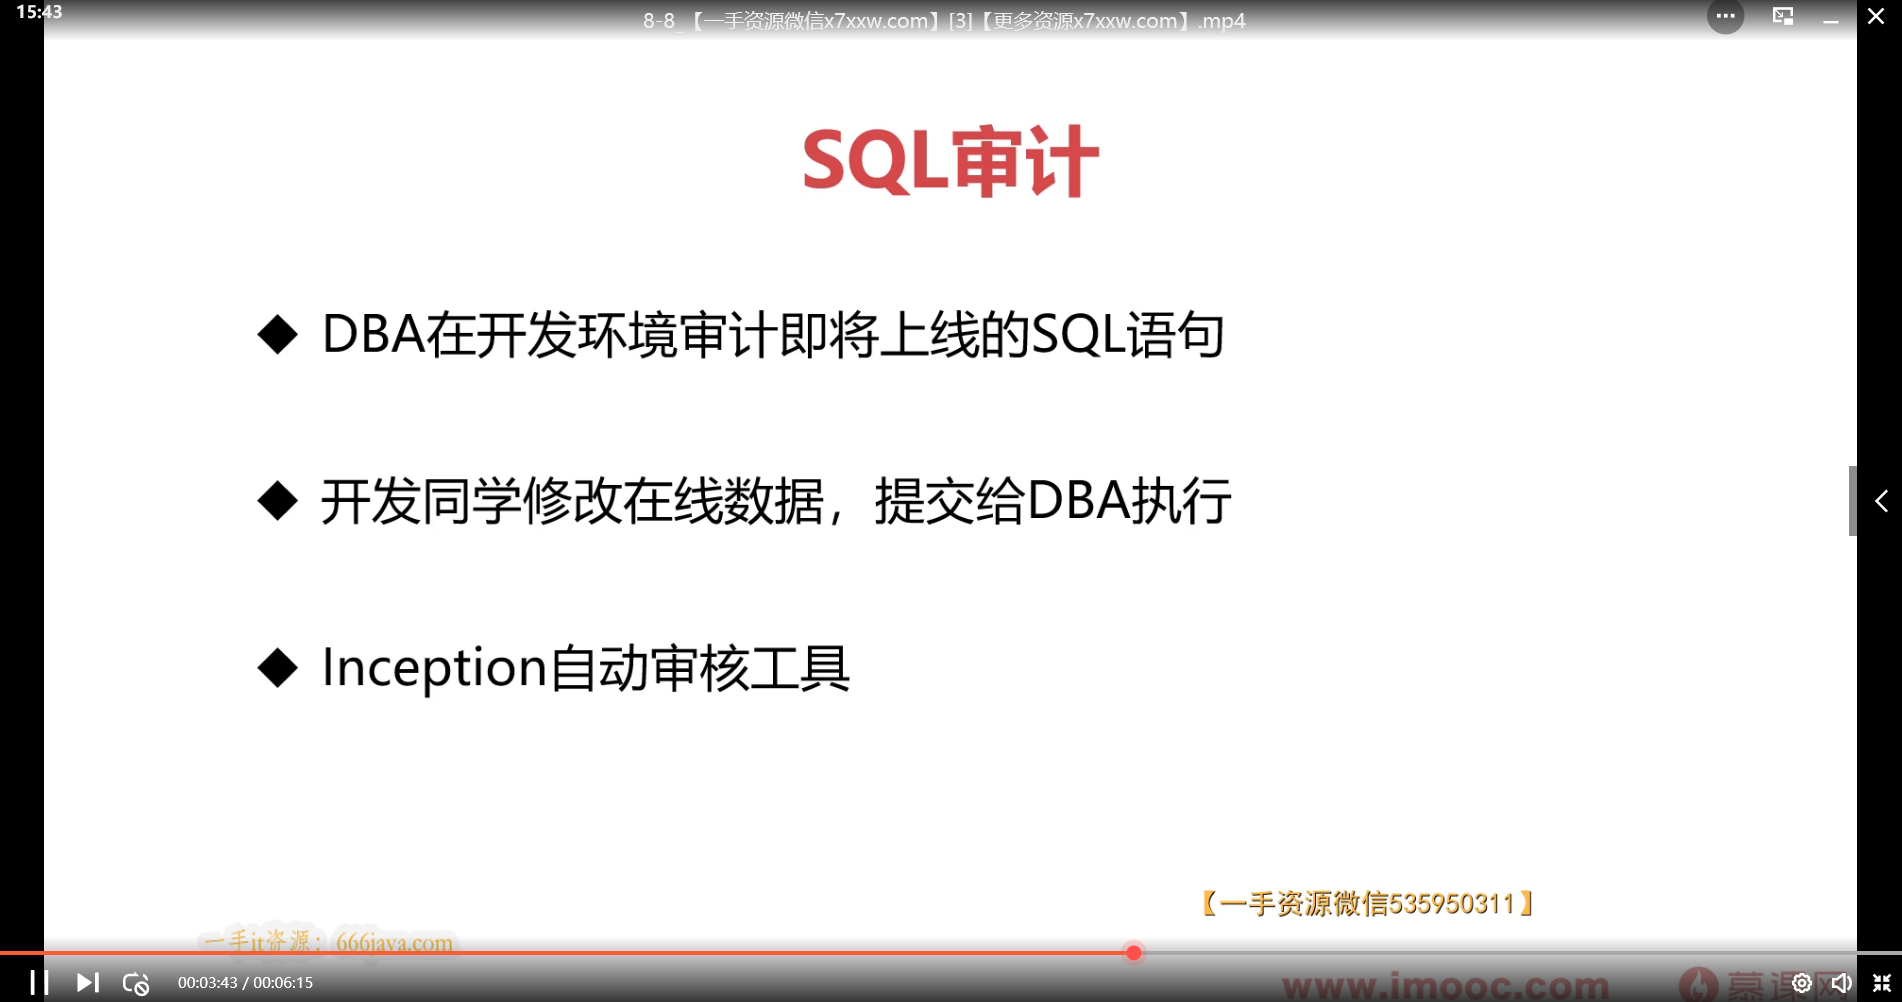 15:43
8-8_【一手资源微信x7xxw.com】[3]【更多资源x7xxw.com】.mp4
SQL审计
◆ DBA在开发环境审计即将上线的SQL语句
◆ 开发同学修改在线数据，提交给DBA执行
◆ Inception自动审核工具
【一手资源微信535950311】
一手it资源：666java.com
00:03:43 / 00:06:15
www.imooc.com 慕课网